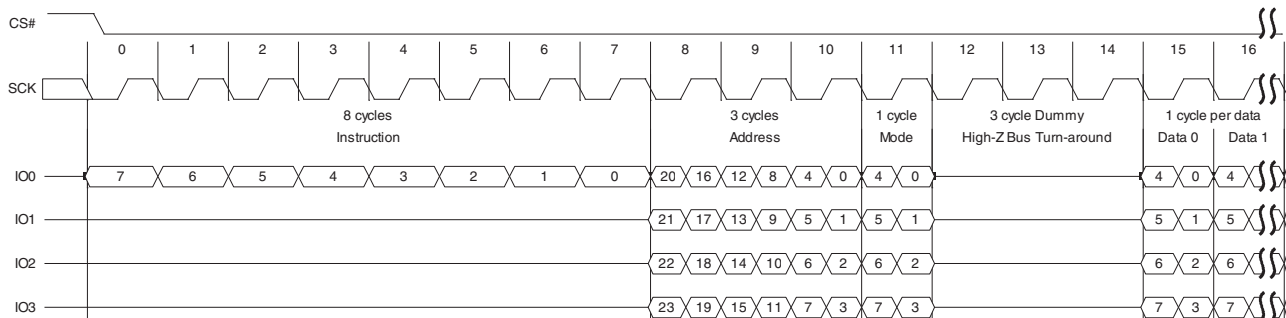 CS#
0 1 2 3 4 5 6 7 8 9 10 11 12 13 14 15 16
SCK
8 cycles 3 cycles 1 cycle 3 cycle Dummy 1 cycle per data
Instruction Address Mode High-Z Bus Turn-around Data 0 Data 1
IO0 7 6 5 4 3 2 1 0 20 16 12 8 4 0 4 0 4 0 4
IO1 21 17 13 9 5 1 5 1 5 1 5
IO2 22 18 14 10 6 2 6 2 6 2 6
IO3 23 19 15 11 7 3 7 3 7 3 7